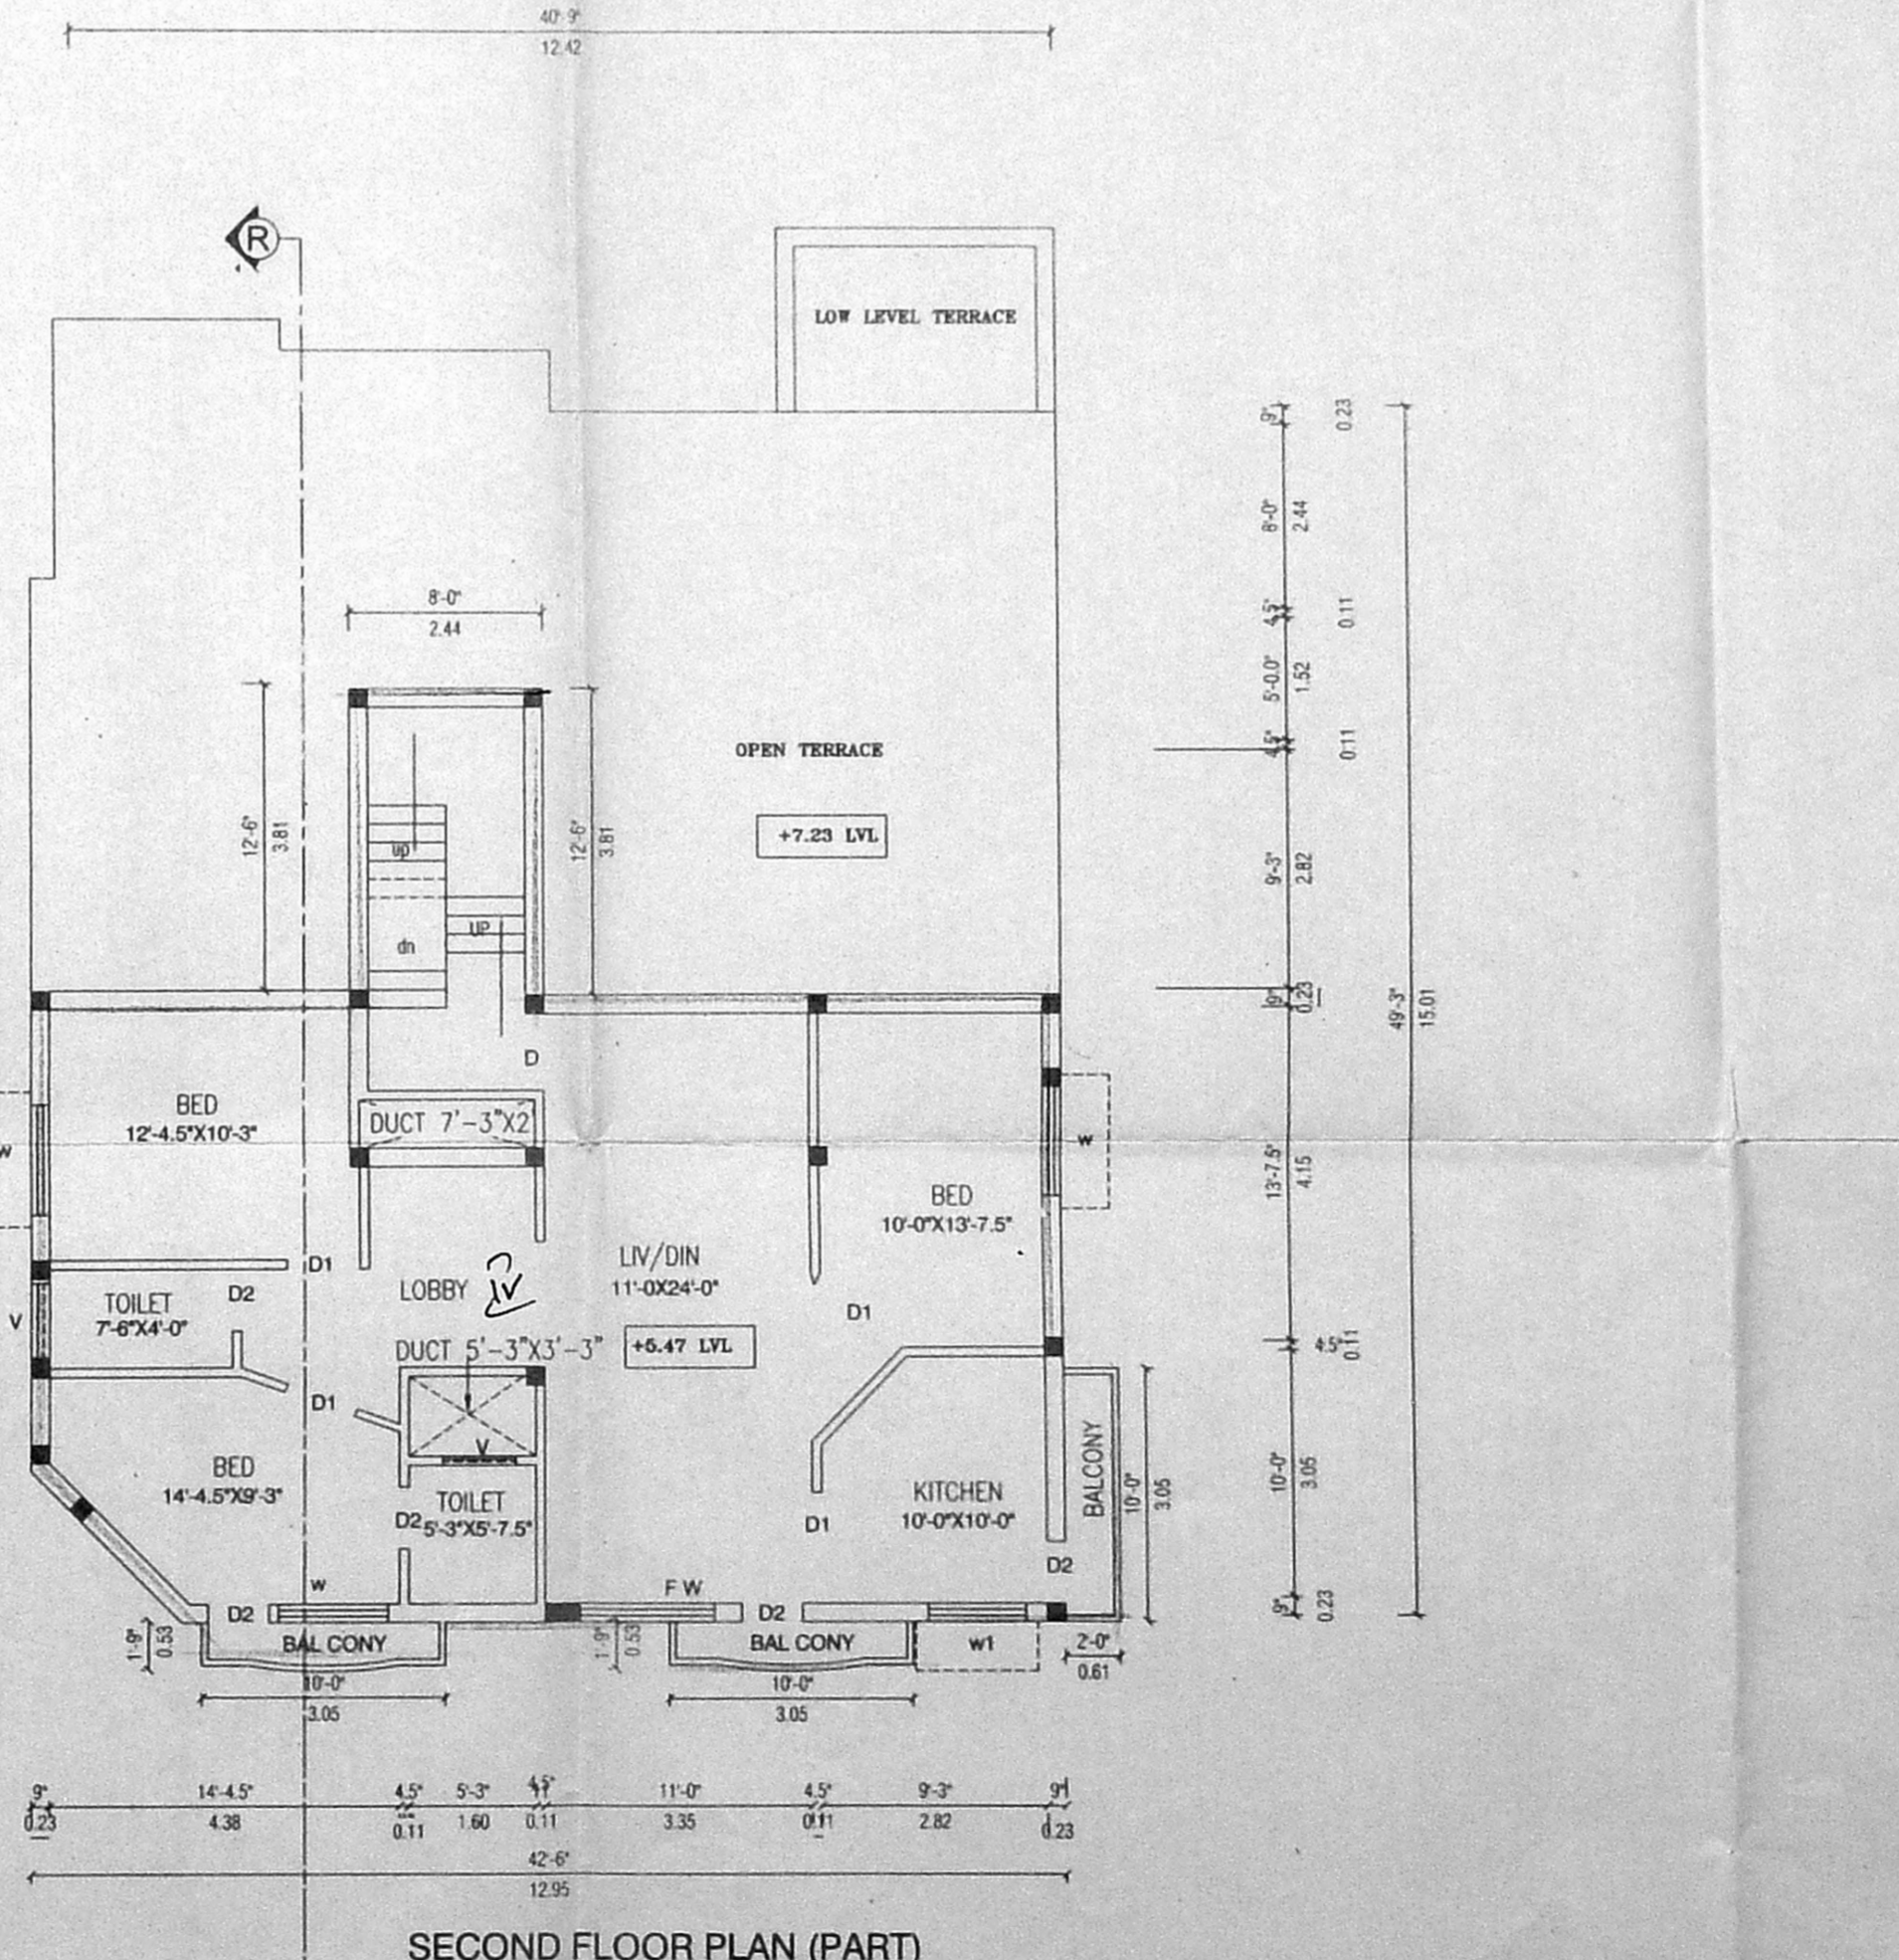 40'-9"
12.42
R
LOW LEVEL TERRACE
9"
0.23
8'-0"
2.44
4.5"
0.11
5'-0.0"
1.52
4.5"
0.11
8'-0"
2.44
12'-6"
3.81
12'-6"
3.81
OPEN TERRACE
+7.23 LVL
up
UP
dn
9'-3"
2.82
9"
0.23
49'-3"
15.01
D
BED
12'-4.5"X10'-3"
DUCT 7'-3"X2'
W
w
BED
10'-0"X13'-7.5"
13'-7.5"
4.15
D1
LOBBY IV
LIV/DIN
11'-0X24'-0"
D2
TOILET
7'-6"X4'-0"
V
D1
DUCT 5'-3"X3'-3"
+5.47 LVL
4.5"
0.11
D1
V
BED
14'-4.5"X9'-3"
TOILET
D2 5'-3"X5'-7.5"
KITCHEN
10'-0"X10'-0"
D1
BALCONY
10'-0"
3.05
10'-0"
3.05
D2
w
F W
D2
D2
9"
0.23
1'-9"
0.53
BALCONY
1'-9"
0.53
BALCONY
w1
2'-0"
0.61
10'-0"
3.05
10'-0"
3.05
9" 14'-4.5" 4.5" 5'-3" 4.5" 11'-0" 4.5" 9'-3" 9"
0.23 4.38 0.11 1.60 0.11 3.35 0.11 2.82 0.23
42'-6"
12.95
SECOND FLOOR PLAN (PART)